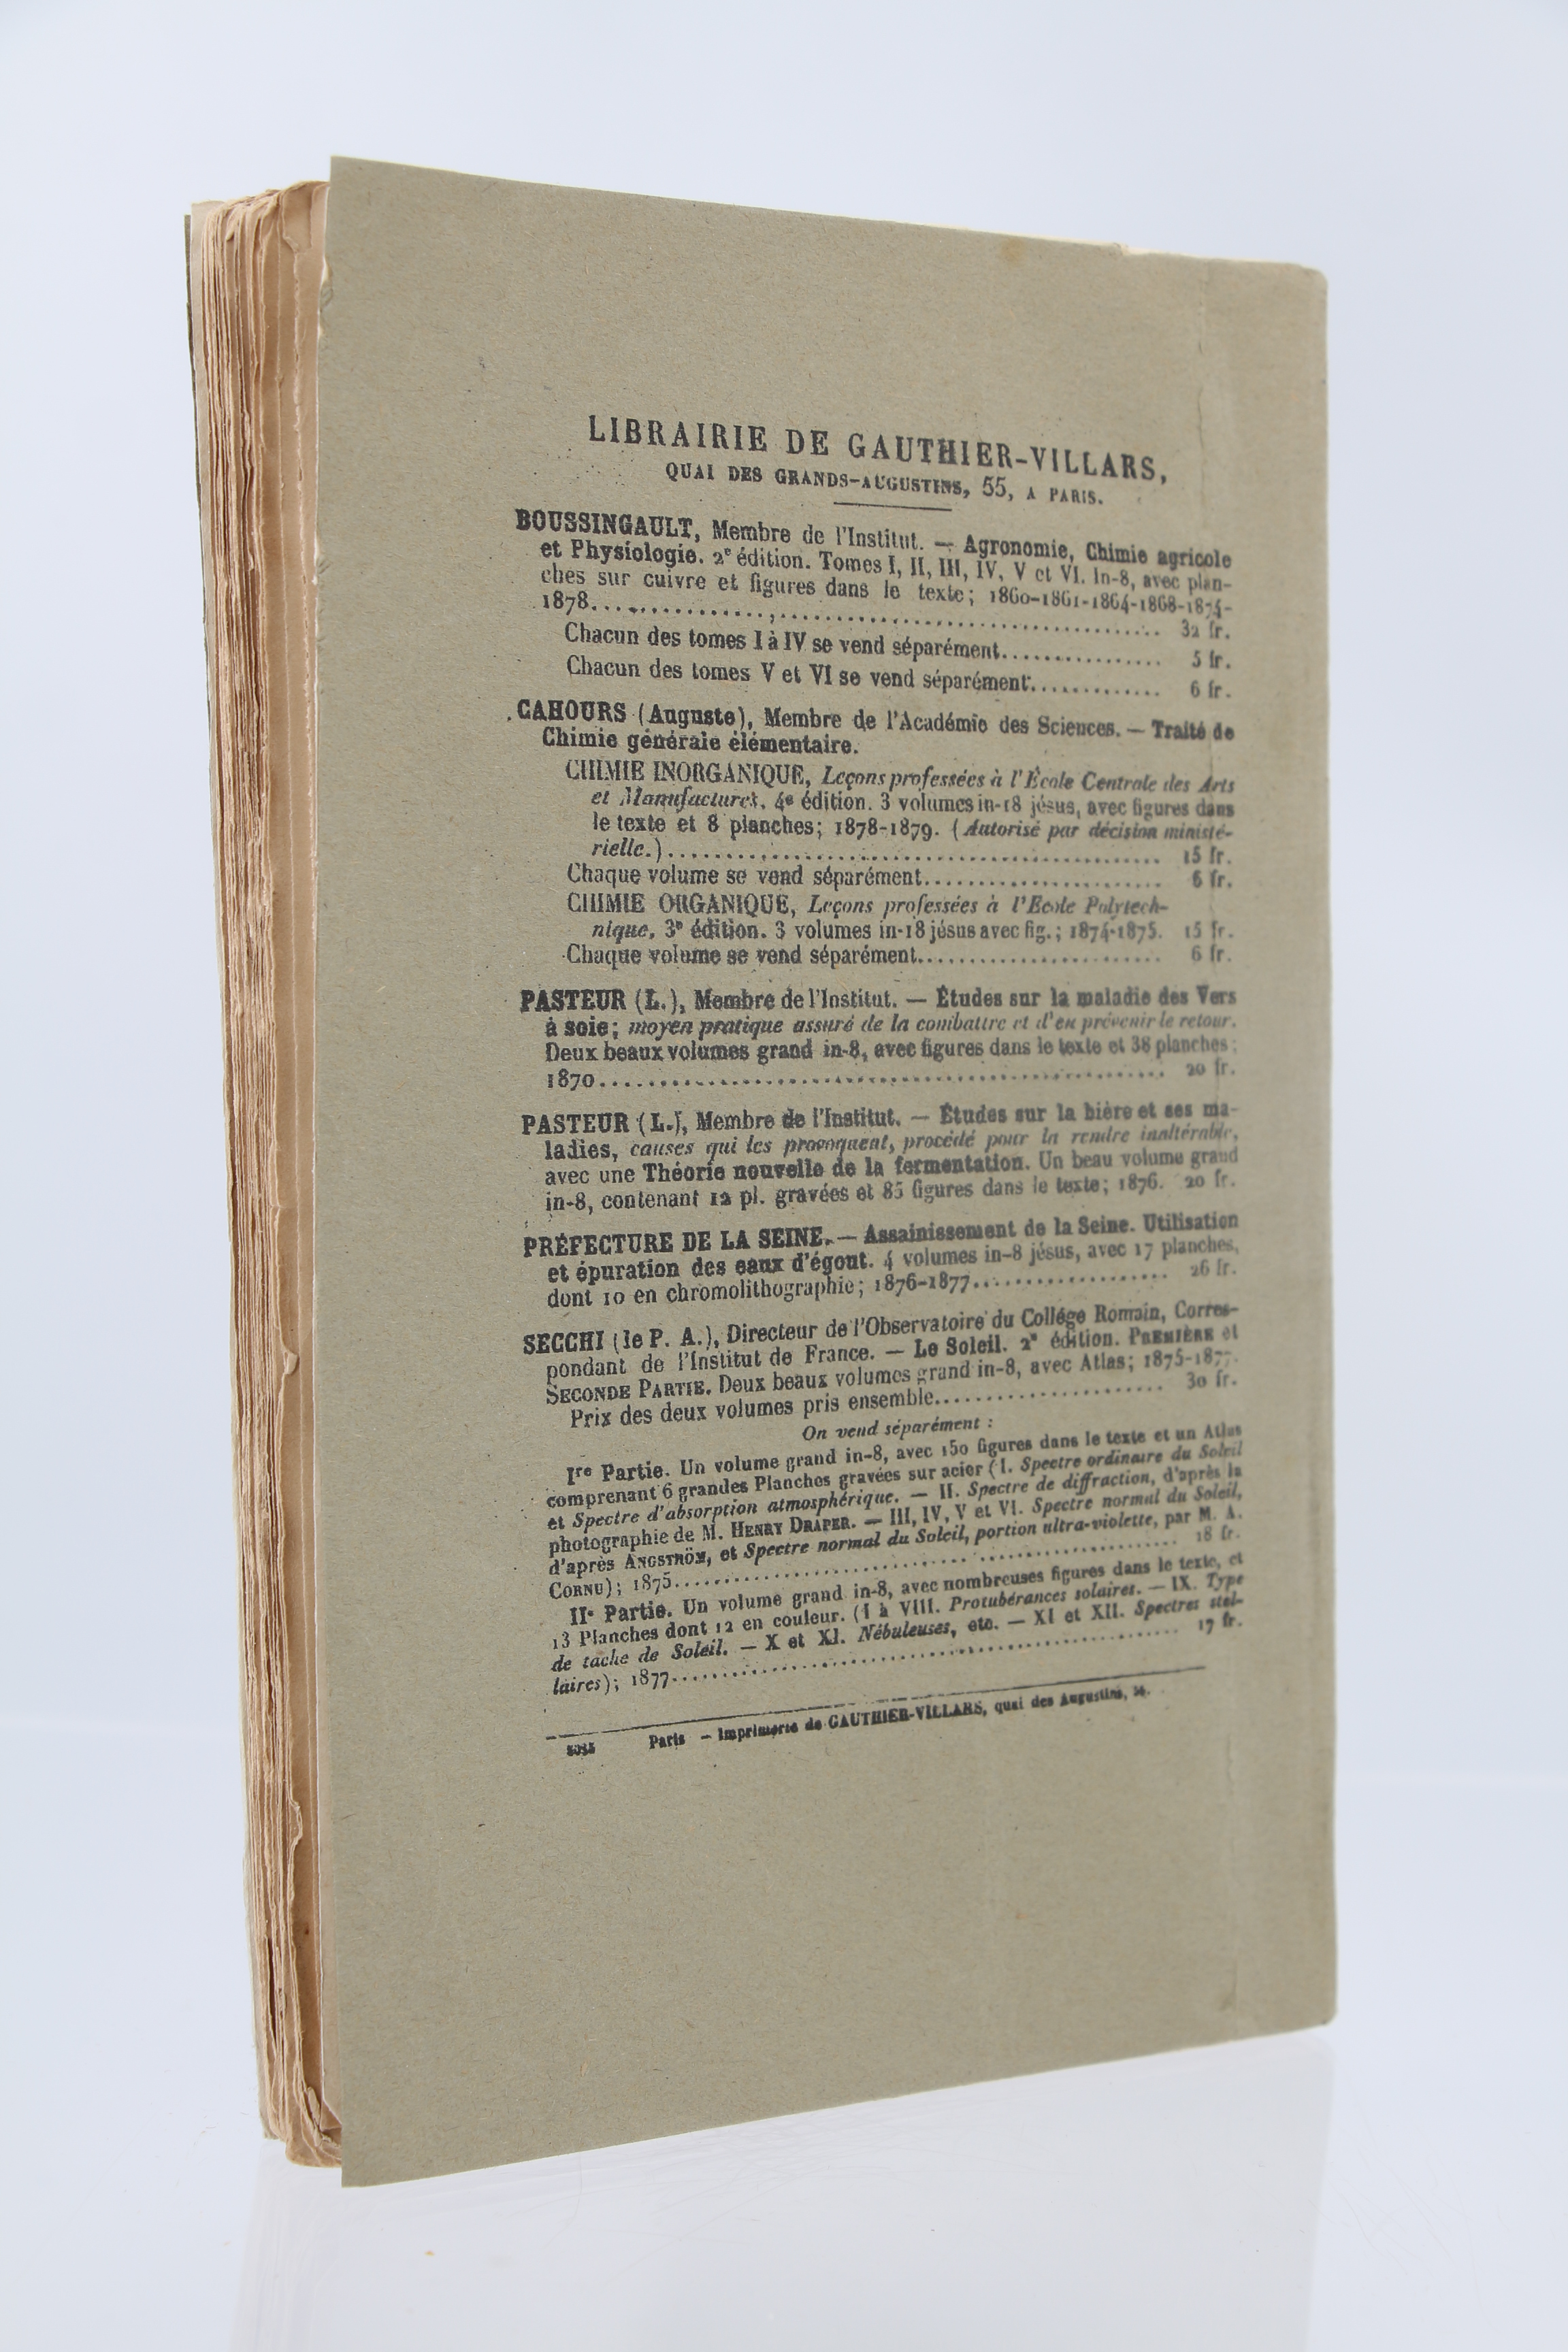 LIBRAIRIE DE GAUTHIER-VILLARS,
QUAI DES GRANDS-AUGUSTINS, 55, A PARIS.
BOUSSINGAULT, Membre de l'Institut. — Agronomie, Chimie agricole
et Physiologie. 2e édition. Tomes I, II, III, IV, V et VI. In-8, avec plan-
ches sur cuivre et figures dans le texte; 1860-1861-1864-1868-1874-
1878........................................ 32 fr.
Chacun des tomes I à IV se vend séparément................ 5 fr.
Chacun des tomes V et VI se vend séparément............. 6 fr.
CAHOURS (Auguste), Membre de l'Académie des Sciences. — Traité de
Chimie générale élémentaire.
CHIMIE INORGANIQUE, Leçons professées à l'École Centrale des Arts
et Manufactures. 4e édition. 3 volumes in-18 jésus, avec figures dans
le texte et 8 planches; 1878-1879. (Autorisé par décision ministé-
rielle.)........................................ 15 fr.
Chaque volume se vend séparément........................ 6 fr.
CHIMIE ORGANIQUE, Leçons professées à l'École Polytech-
nique, 3e édition. 3 volumes in-18 jésus avec fig.; 1874-1875. 15 fr.
Chaque volume se vend séparément........................ 6 fr.
PASTEUR (L.), Membre de l'Institut. — Études sur la maladie des Vers
à soie; moyen pratique assuré de la combattre et d'en prévenir le retour.
Deux beaux volumes grand in-8, avec figures dans le texte et 38 planches;
1870........................................ 20 fr.
PASTEUR (L.), Membre de l'Institut. — Études sur la bière et ses ma-
ladies, causes qui les provoquent, procédé pour la rendre inaltérable,
avec une Théorie nouvelle de la fermentation. Un beau volume grand
in-8, contenant 12 pl. gravées et 85 figures dans le texte; 1876. 20 fr.
PRÉFECTURE DE LA SEINE. — Assainissement de la Seine. Utilisation
et épuration des eaux d'égout. 4 volumes in-8 jésus, avec 17 planches,
dont 10 en chromolithographie; 1876-1877................... 26 fr.
SECCHI (le P. A.), Directeur de l'Observatoire du Collége Romain, Corres-
pondant de l'Institut de France. — Le Soleil. 2e édition. PREMIÈRE et
SECONDE PARTIE. Deux beaux volumes grand in-8, avec Atlas; 1875-1877.
Prix des deux volumes pris ensemble........................ 30 fr.
On vend séparément :
Ire Partie. Un volume grand in-8, avec 150 figures dans le texte et un Atlas
comprenant 6 grandes Planches gravées sur acier (I. Spectre ordinaire du Soleil
et Spectre d'absorption atmosphérique. — II. Spectre de diffraction, d'après la
photographie de M. HENRY DRAPER. — III, IV, V et VI. Spectre normal du Soleil,
d'après ANGSTRÖM, et Spectre normal du Soleil, portion ultra-violette, par M. A.
CORNU); 1875........................................ 18 fr.
IIe Partie. Un volume grand in-8, avec nombreuses figures dans le texte, et
13 Planches dont 12 en couleur. (I à VIII. Protubérances solaires. — IX. Type
de tache de Soleil. — X et XI. Nébuleuses, etc. — XI et XII. Spectres stel-
laires); 1877........................................ 17 fr.
Paris — Imprimerie de GAUTHIER-VILLARS, quai des Augustins,